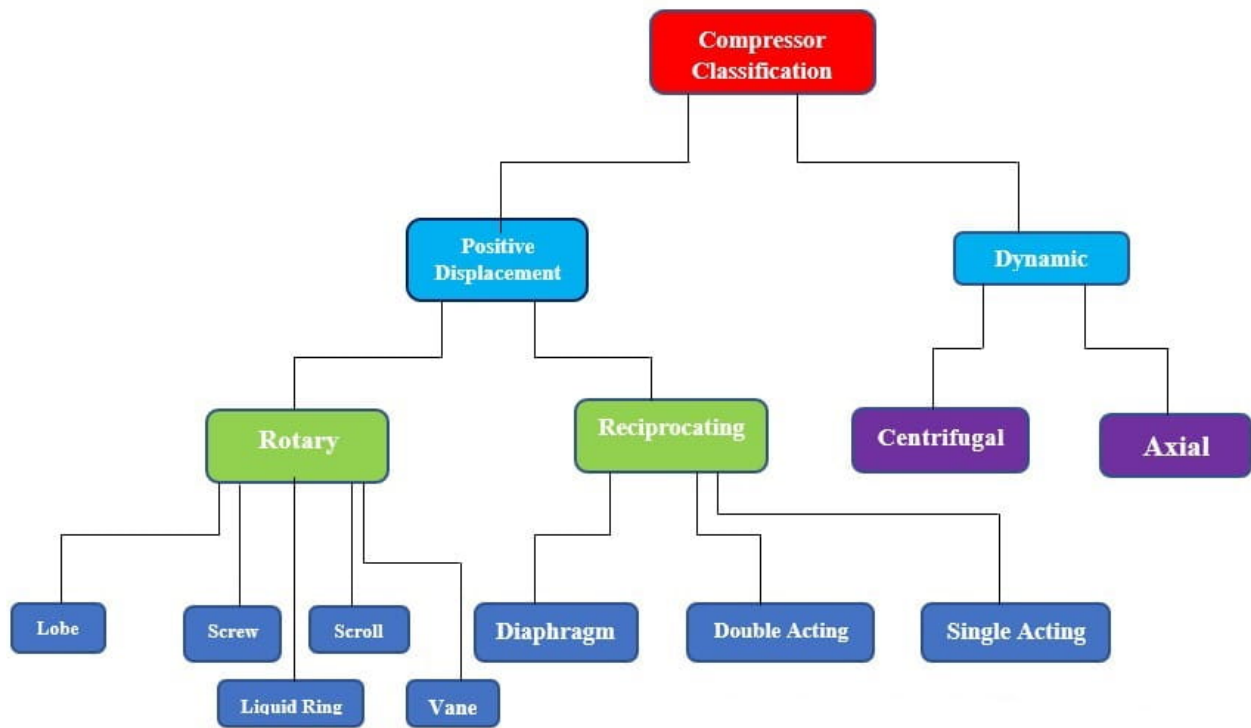 Compressor
Classification
Positive
Displacement
Dynamic
Rotary
Reciprocating
Centrifugal
Axial
Lobe
Screw
Scroll
Diaphragm
Double Acting
Single Acting
Liquid Ring
Vane